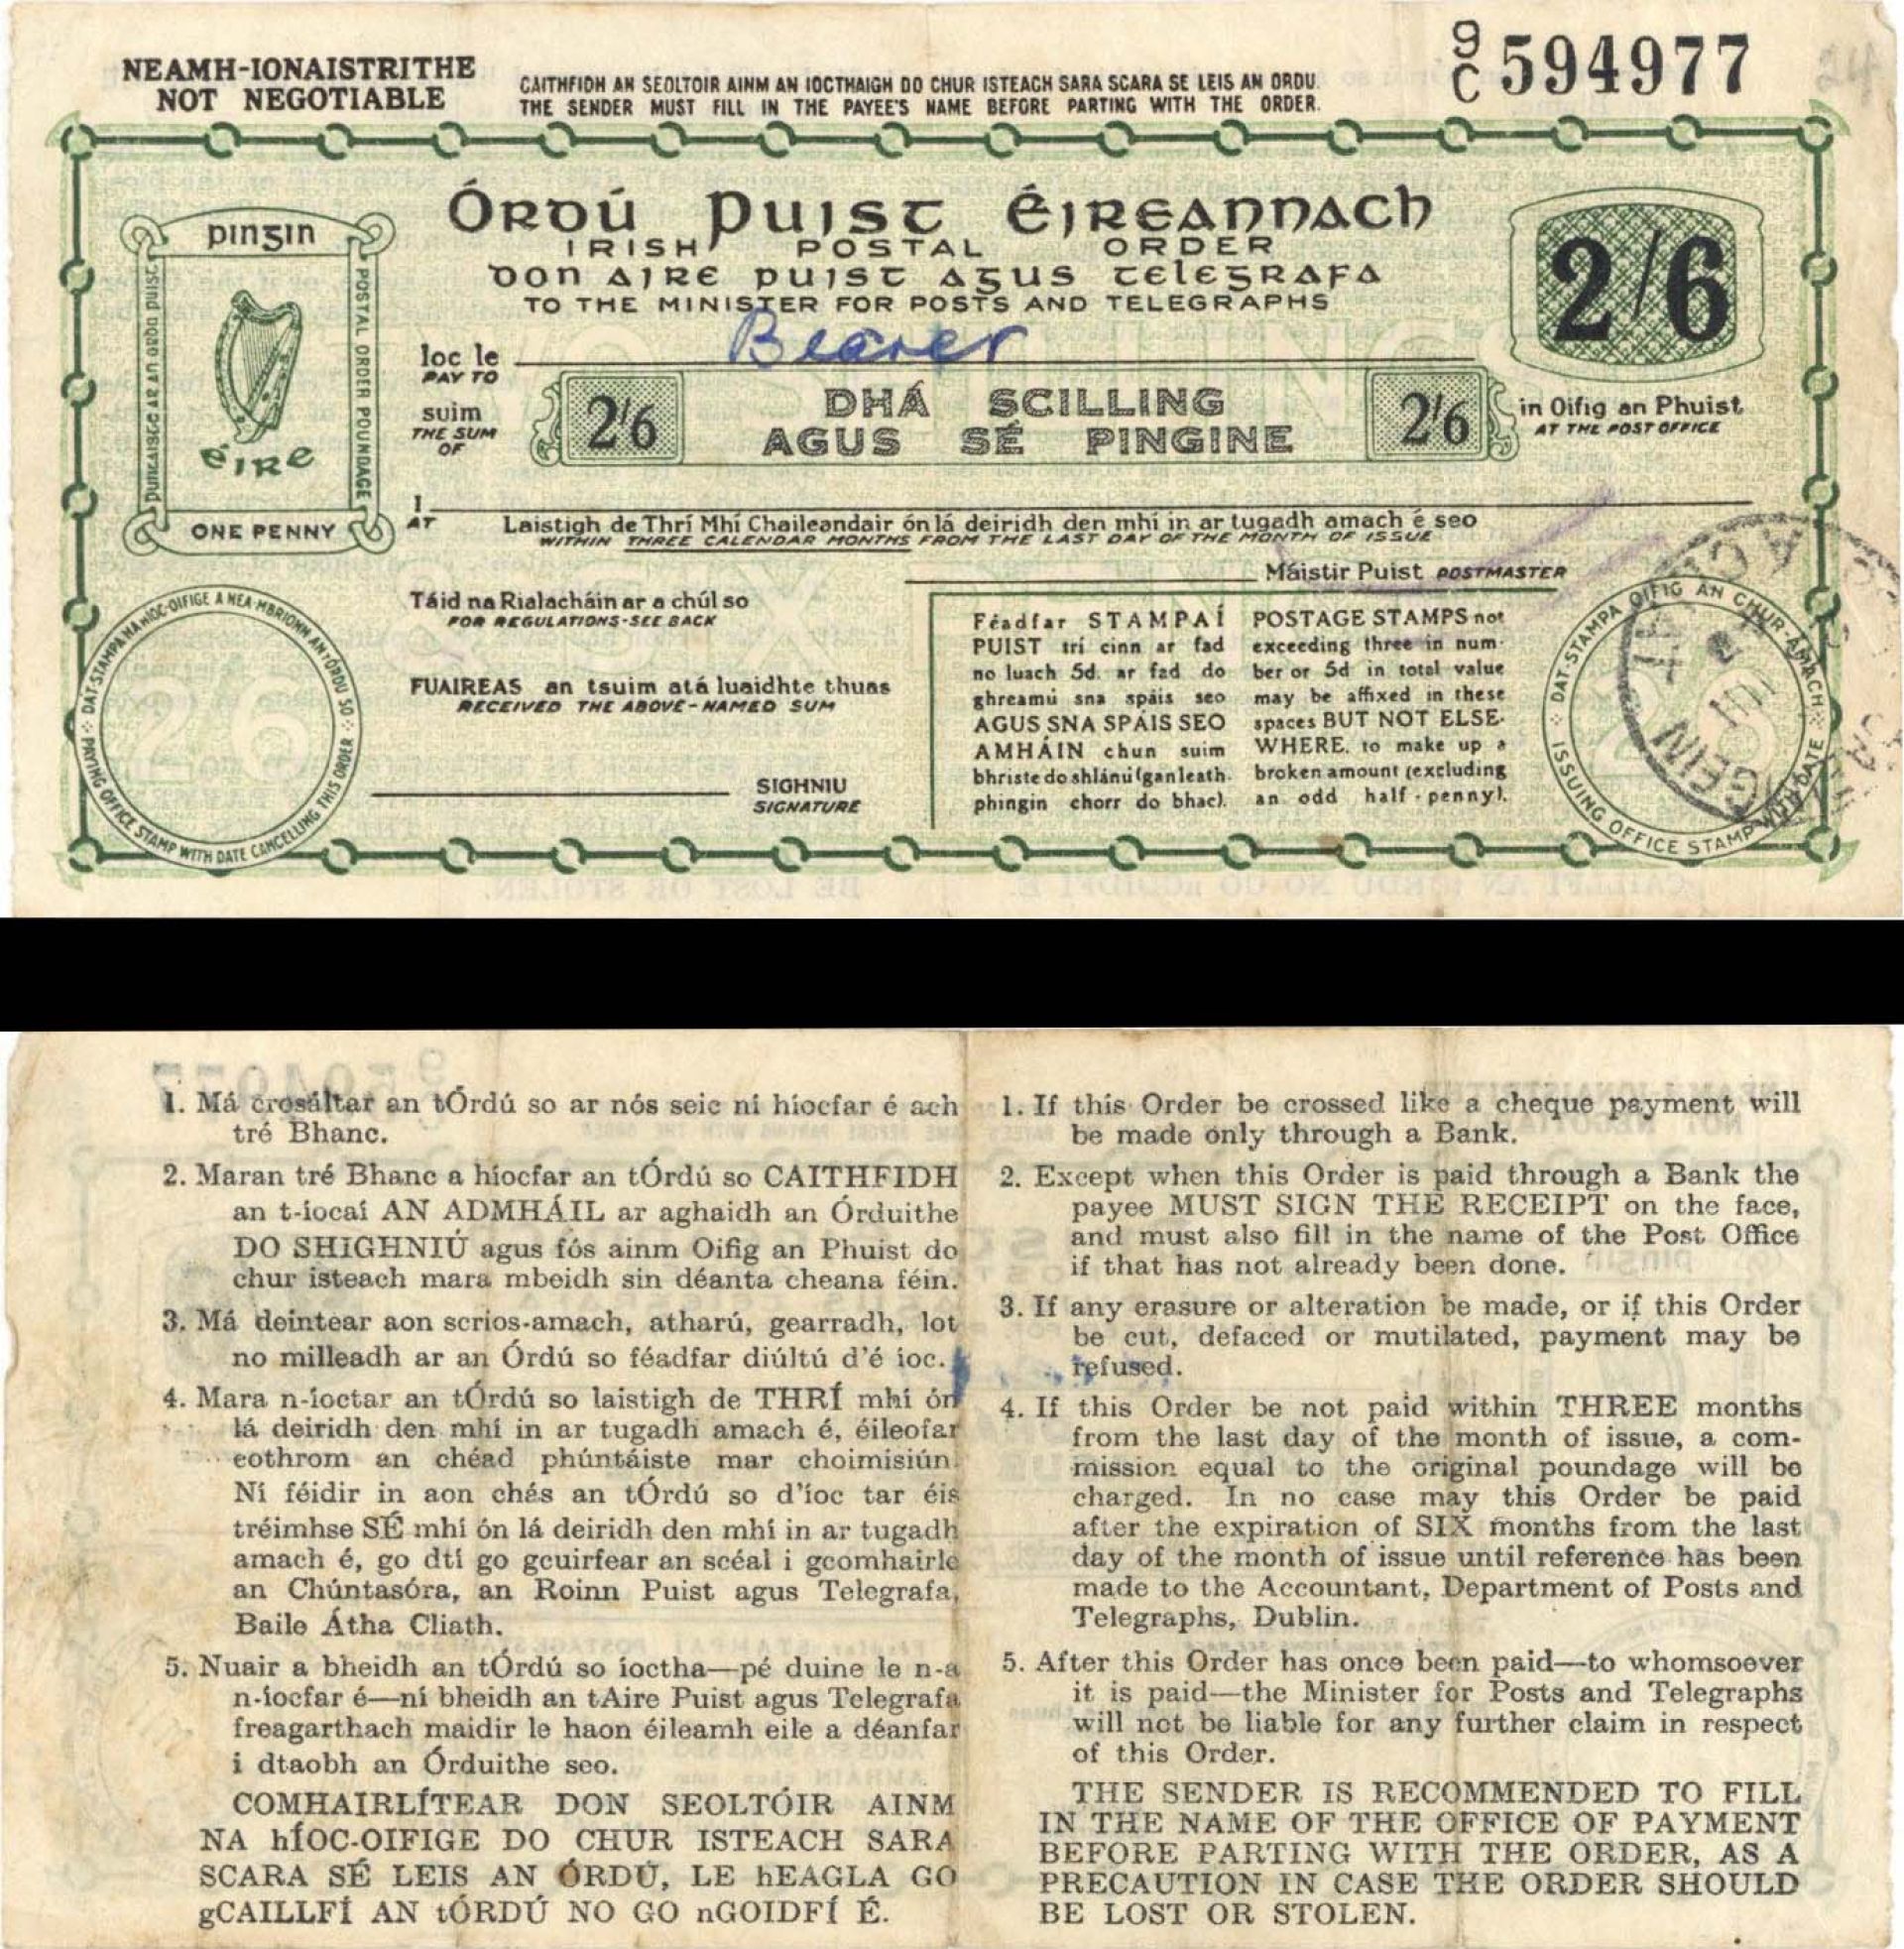 NEAMH-IONAISTRITHE
NOT NEGOTIABLE
CAITHFIDH AN SEOLTOIR AINM AN IOCTHAIGH DO CHUR ISTEACH SARA SCARA SE LEIS AN ORDU.
THE SENDER MUST FILL IN THE PAYEE'S NAME BEFORE PARTING WITH THE ORDER.
9/C 594977
ÓRDÚ PUIST ÉIREANNACH
IRISH POSTAL ORDER
DON AIRE PUIST AGUS TELEGRAFA
TO THE MINISTER FOR POSTS AND TELEGRAPHS
2/6
pingin
POSTAL ORDER POUNDAGE
éire
ONE PENNY
Íoc le
PAY TO
Bearer
suim
THE SUM
OF
2/6
DHÁ SCILLING
AGUS SÉ PINGINE
2/6
in Oifig an Phuist
AT THE POST OFFICE
I
AT
Laistigh de Thrí Mhí Chaileandair ón lá deiridh den mhí in ar tugadh amach é seo
WITHIN THREE CALENDAR MONTHS FROM THE LAST DAY OF THE MONTH OF ISSUE
Máistir Puist POSTMASTER
Táid na Rialacháin ar a chúl so
FOR REGULATIONS-SEE BACK
FUAIREAS an tsuim atá luaidhte thuas
RECEIVED THE ABOVE-NAMED SUM
SIGHNIU
SIGNATURE
Féadfar STAMPAÍ
PUIST trí cinn ar fad
no luach 5d. ar fad do
ghreamú sna spáis seo
AGUS SNA SPÁIS SEO
AMHÁIN chun suim
bhriste do shlánú (gan leath-
phingin chorr do bhac).
POSTAGE STAMPS not
exceeding three in num-
ber or 5d in total value
may be affixed in these
spaces BUT NOT ELSE-
WHERE. to make up a
broken amount (excluding
an odd half-penny).
DAT-STAMPA NA HÍOC-OIFIGE A NEAMHBRIONN AN TÓRDÚ SO
PAYING OFFICE STAMP WITH DATE CANCELLING THIS ORDER
26
DAT-STAMPA OIFIG AN CHUR-AMACH
ISSUING OFFICE STAMP WITH DATE
26
1. Má crosáltar an tÓrdú so ar nós seic ní híocfar é ach
tré Bhanc.
2. Maran tré Bhanc a híocfar an tÓrdú so CAITHFIDH
an t-íocaí AN ADMHÁIL ar aghaidh an Órduithe
DO SHIGHNIÚ agus fós ainm Oifig an Phuist do
chur isteach mara mbeidh sin déanta cheana féin.
3. Má deintear aon scrios-amach, atharú, gearradh, lot
no milleadh ar an Órdú so féadfar diúltú d'é íoc.
4. Mara n-íoctar an tÓrdú so laistigh de THRÍ mhí ón
lá deiridh den mhí in ar tugadh amach é, éileofar
cothrom an chéad phúntáiste mar choimisiún.
Ní féidir in aon chás an tÓrdú so d'íoc tar éis
tréimhse SÉ mhí ón lá deiridh den mhí in ar tugadh
amach é, go dtí go gcuirfear an scéal i gcomhairle
an Chúntasóra, an Roinn Puist agus Telegrafa,
Baile Átha Cliath.
5. Nuair a bheidh an tÓrdú so íoctha—pé duine le n-a
n-íocfar é—ní bheidh an tAire Puist agus Telegrafa
freagarthach maidir le haon éileamh eile a déanfar
i dtaobh an Órduithe seo.
COMHAIRLÍTEAR DON SEOLTÓIR AINM
NA hÍOC-OIFIGE DO CHUR ISTEACH SARA
SCARA SÉ LEIS AN ÓRDÚ, LE hEAGLA GO
gCAILLFÍ AN tÓRDÚ NO GO nGOIDFÍ É.
1. If this Order be crossed like a cheque payment will
be made only through a Bank.
2. Except when this Order is paid through a Bank the
payee MUST SIGN THE RECEIPT on the face,
and must also fill in the name of the Post Office
if that has not already been done.
3. If any erasure or alteration be made, or if this Order
be cut, defaced or mutilated, payment may be
refused.
4. If this Order be not paid within THREE months
from the last day of the month of issue, a com-
mission equal to the original poundage will be
charged. In no case may this Order be paid
after the expiration of SIX months from the last
day of the month of issue until reference has been
made to the Accountant, Department of Posts and
Telegraphs, Dublin.
5. After this Order has once been paid—to whomsoever
it is paid—the Minister for Posts and Telegraphs
will not be liable for any further claim in respect
of this Order.
THE SENDER IS RECOMMENDED TO FILL
IN THE NAME OF THE OFFICE OF PAYMENT
BEFORE PARTING WITH THE ORDER, AS A
PRECAUTION IN CASE THE ORDER SHOULD
BE LOST OR STOLEN.